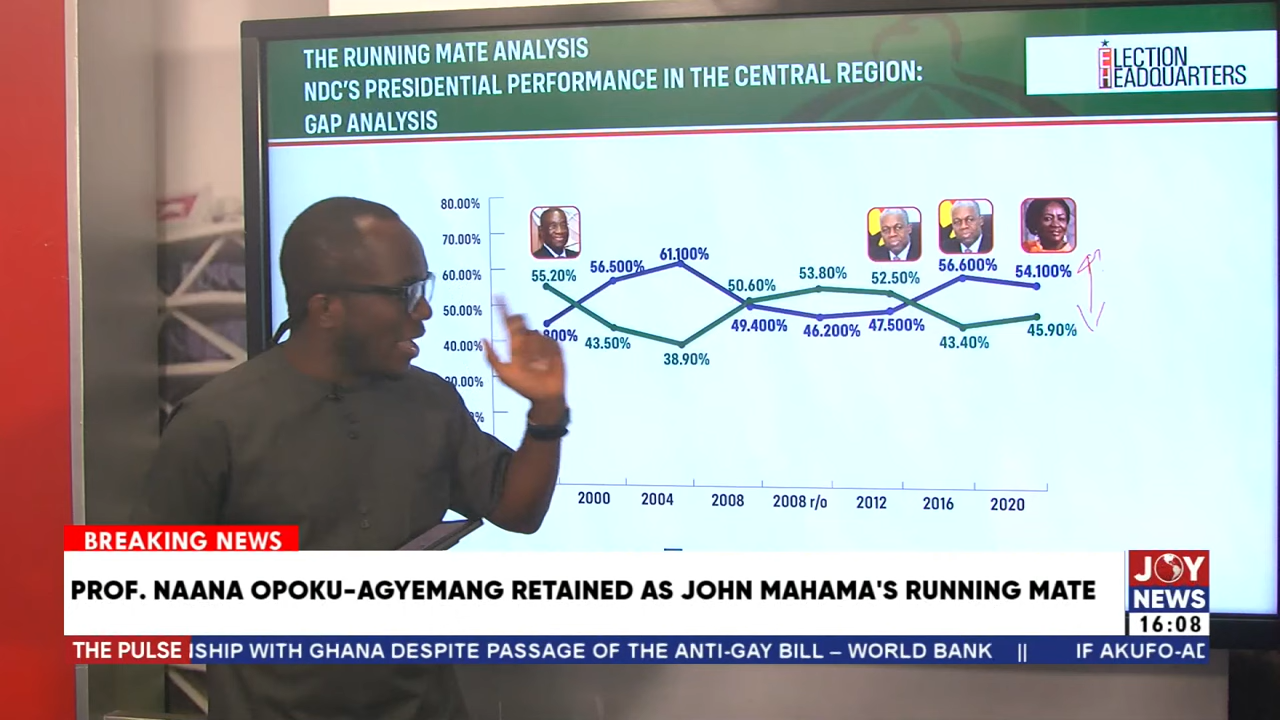 THE RUNNING MATE ANALYSIS
NDC'S PRESIDENTIAL PERFORMANCE IN THE CENTRAL REGION:
GAP ANALYSIS
ELECTION
HEADQUARTERS
80.00%
70.00%
60.00%
50.00%
40.00%
55.20%
56.500%
61.100%
50.60%
53.80%
52.50%
56.600%
54.100%
800%
43.50%
38.90%
49.400%
46.200%
47.500%
43.40%
45.90%
2000 2004 2008 2008 r/o 2012 2016 2020
BREAKING NEWS
PROF. NAANA OPOKU-AGYEMANG RETAINED AS JOHN MAHAMA'S RUNNING MATE
JOY
NEWS
16:08
THE PULSE NSHIP WITH GHANA DESPITE PASSAGE OF THE ANTI-GAY BILL – WORLD BANK || IF AKUFO-AD